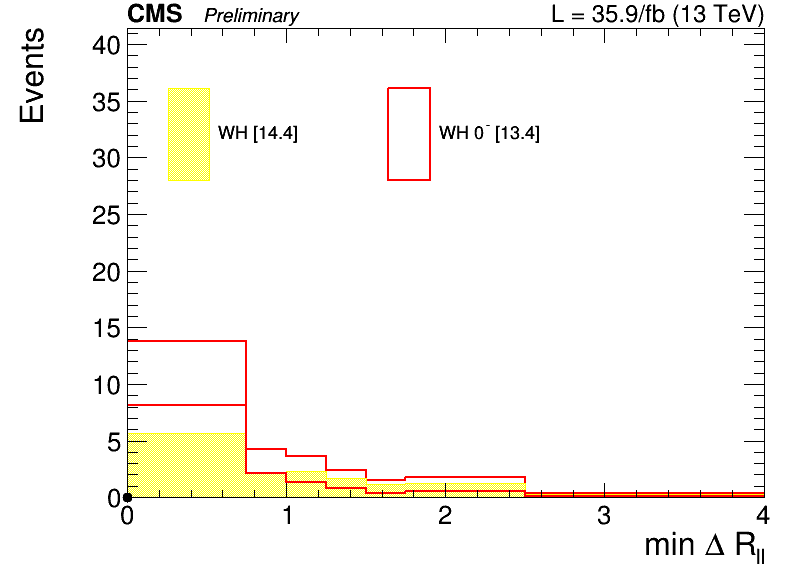 CMS Preliminary L = 35.9/fb (13 TeV)
Events
40
35
30
25
20
15
10
5
0
WH [14.4]
WH 0⁻ [13.4]
0 1 2 3 4
min Δ R_ll